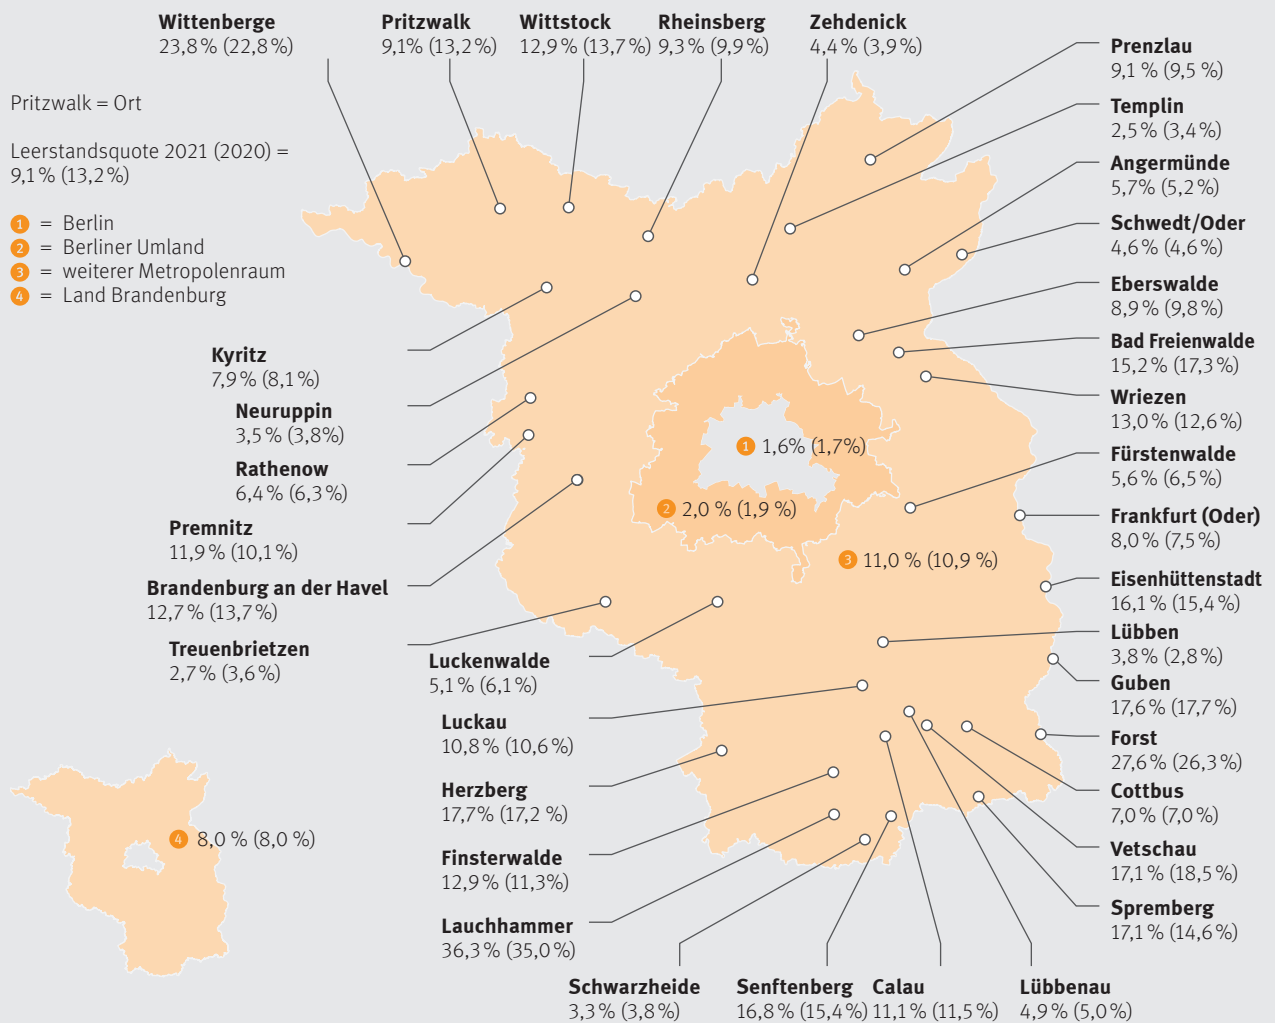 Wittenberge
23,8 % (22,8 %)
Pritzwalk
9,1 % (13,2 %)
Wittstock
12,9 % (13,7 %)
Rheinsberg
9,3 % (9,9 %)
Zehdenick
4,4 % (3,9 %)
Pritzwalk = Ort
Leerstandsquote 2021 (2020) =
9,1 % (13,2 %)
1 = Berlin
2 = Berliner Umland
3 = weiterer Metropolenraum
4 = Land Brandenburg
Prenzlau
9,1 % (9,5 %)
Templin
2,5 % (3,4 %)
Angermünde
5,7 % (5,2 %)
Schwedt/Oder
4,6 % (4,6 %)
Eberswalde
8,9 % (9,8 %)
Bad Freienwalde
15,2 % (17,3 %)
Wriezen
13,0 % (12,6 %)
Fürstenwalde
5,6 % (6,5 %)
Frankfurt (Oder)
8,0 % (7,5 %)
Eisenhüttenstadt
16,1 % (15,4 %)
Lübben
3,8 % (2,8 %)
Guben
17,6 % (17,7 %)
Forst
27,6 % (26,3 %)
Cottbus
7,0 % (7,0 %)
Vetschau
17,1 % (18,5 %)
Spremberg
17,1 % (14,6 %)
Kyritz
7,9 % (8,1 %)
Neuruppin
3,5 % (3,8%)
Rathenow
6,4 % (6,3 %)
Premnitz
11,9 % (10,1 %)
Brandenburg an der Havel
12,7 % (13,7 %)
Treuenbrietzen
2,7 % (3,6 %)
1 1,6% (1,7%)
2 2,0 % (1,9 %)
3 11,0 % (10,9 %)
Luckenwalde
5,1 % (6,1 %)
Luckau
10,8 % (10,6 %)
Herzberg
17,7 % (17,2 %)
Finsterwalde
12,9 % (11,3%)
Lauchhammer
36,3 % (35,0 %)
4 8,0 % (8,0 %)
Schwarzheide
3,3 % (3,8 %)
Senftenberg
16,8 % (15,4 %)
Calau
11,1 % (11,5 %)
Lübbenau
4,9 % (5,0 %)